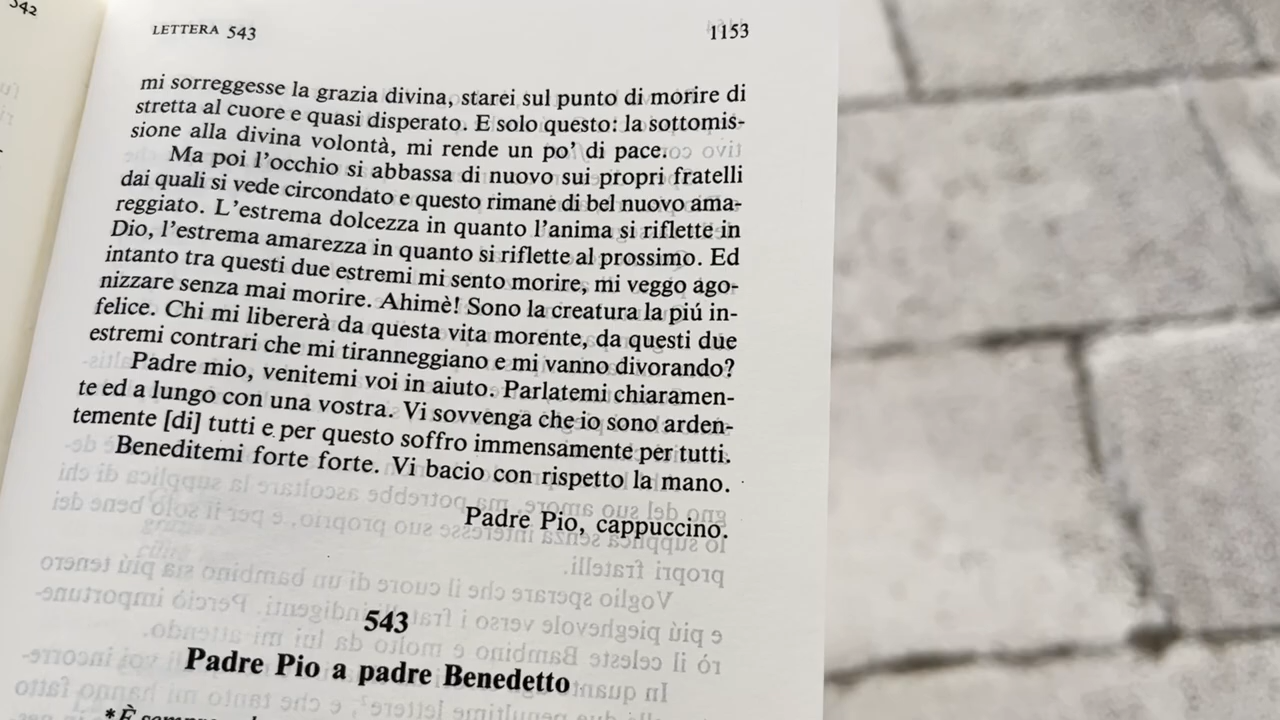 542
LETTERA 543
1153
mi sorreggesse la grazia divina, starei sul punto di morire di
stretta al cuore e quasi disperato. E solo questo: la sottomis-
sione alla divina volontà, mi rende un po' di pace.
Ma poi l'occhio si abbassa di nuovo sui propri fratelli
dai quali si vede circondato e questo rimane di bel nuovo ama-
reggiato. L'estrema dolcezza in quanto l'anima si riflette in
Dio, l'estrema amarezza in quanto si riflette al prossimo. Ed
intanto tra questi due estremi mi sento morire, mi veggo ago-
nizzare senza mai morire. Ahimè! Sono la creatura la piú in-
felice. Chi mi libererà da questa vita morente, da questi due
estremi contrari che mi tiranneggiano e mi vanno divorando?
Padre mio, venitemi voi in aiuto. Parlatemi chiaramen-
te ed a lungo con una vostra. Vi sovvenga che io sono arden-
temente [di] tutti e per questo soffro immensamente per tutti.
Beneditemi forte forte. Vi bacio con rispetto la mano.
Padre Pio, cappuccino.
543
Padre Pio a padre Benedetto
*È